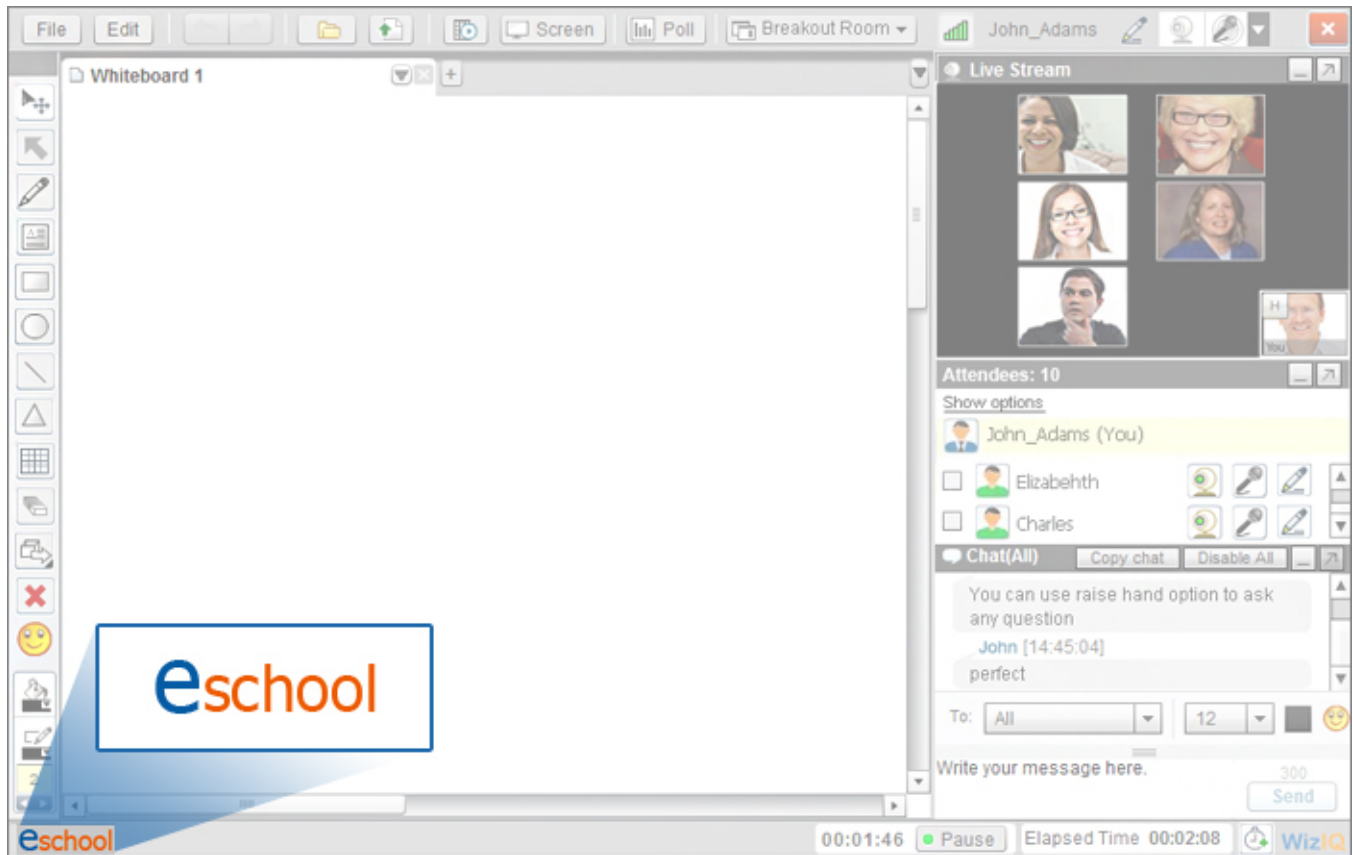 File Edit Screen Poll Breakout Room John_Adams
Whiteboard 1
Live Stream
H
You
Attendees: 10
Show options
John_Adams (You)
Elizabehth
Charles
Chat(All) Copy chat Disable All
You can use raise hand option to ask
any question
John [14:45:04]
perfect
To: All 12
Write your message here.
300
Send
eschool
2
eschool 00:01:46 Pause Elapsed Time 00:02:08 WizIQ